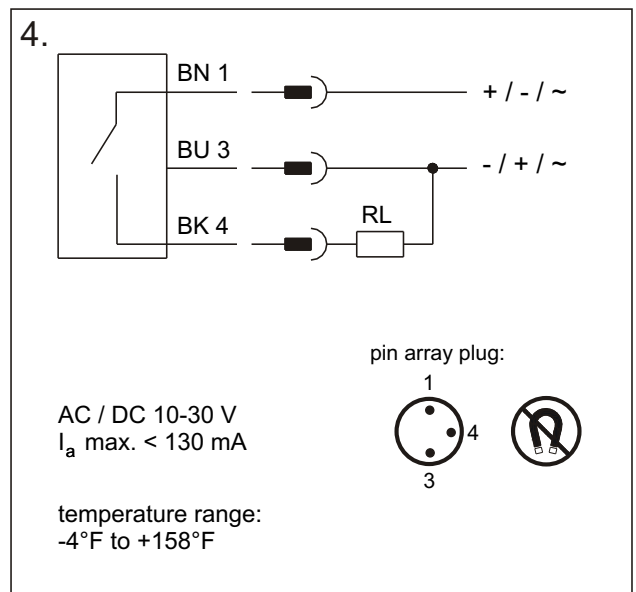 4.
BN 1
+ / - / ~
BU 3
- / + / ~
BK 4
RL
pin array plug:
1
4
3
AC / DC 10-30 V
Ia max. < 130 mA
temperature range:
-4°F to +158°F